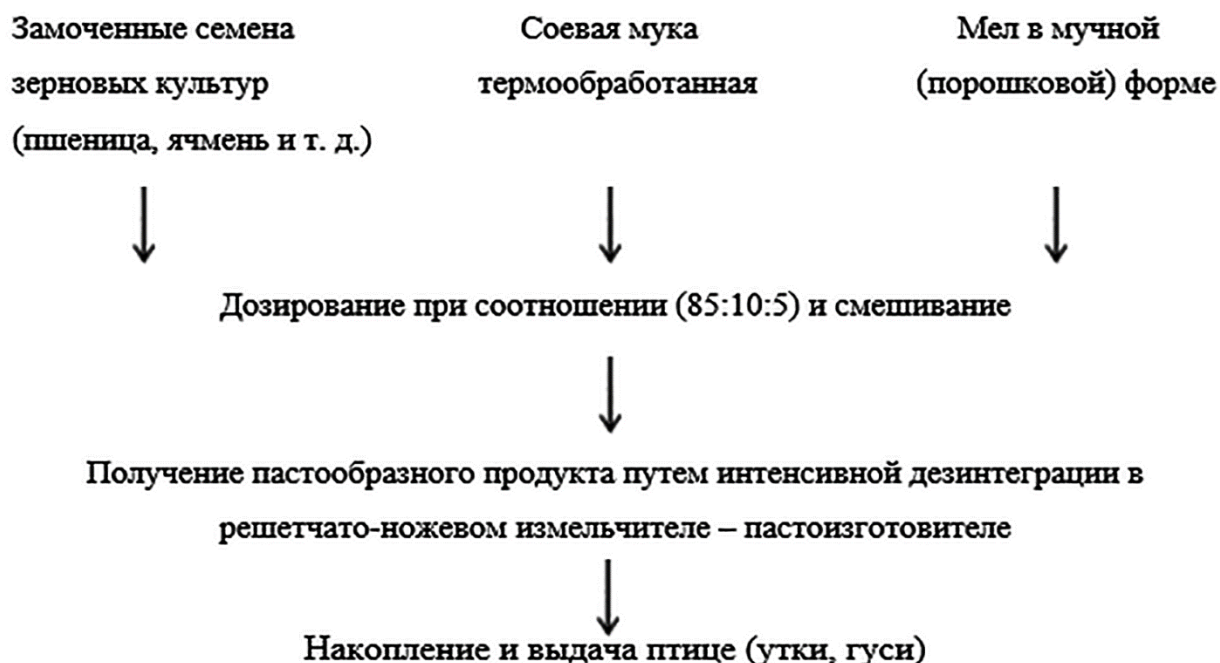 Замоченные семена
зерновых культур
(пшеница, ячмень и т. д.)
Соевая мука
термообработанная
Мел в мучной
(порошковой) форме
Дозирование при соотношении (85:10:5) и смешивание
Получение пастообразного продукта путем интенсивной дезинтеграции в
решетчато-ножевом измельчителе – пастоизготовителе
Накопление и выдача птице (утки, гуси)